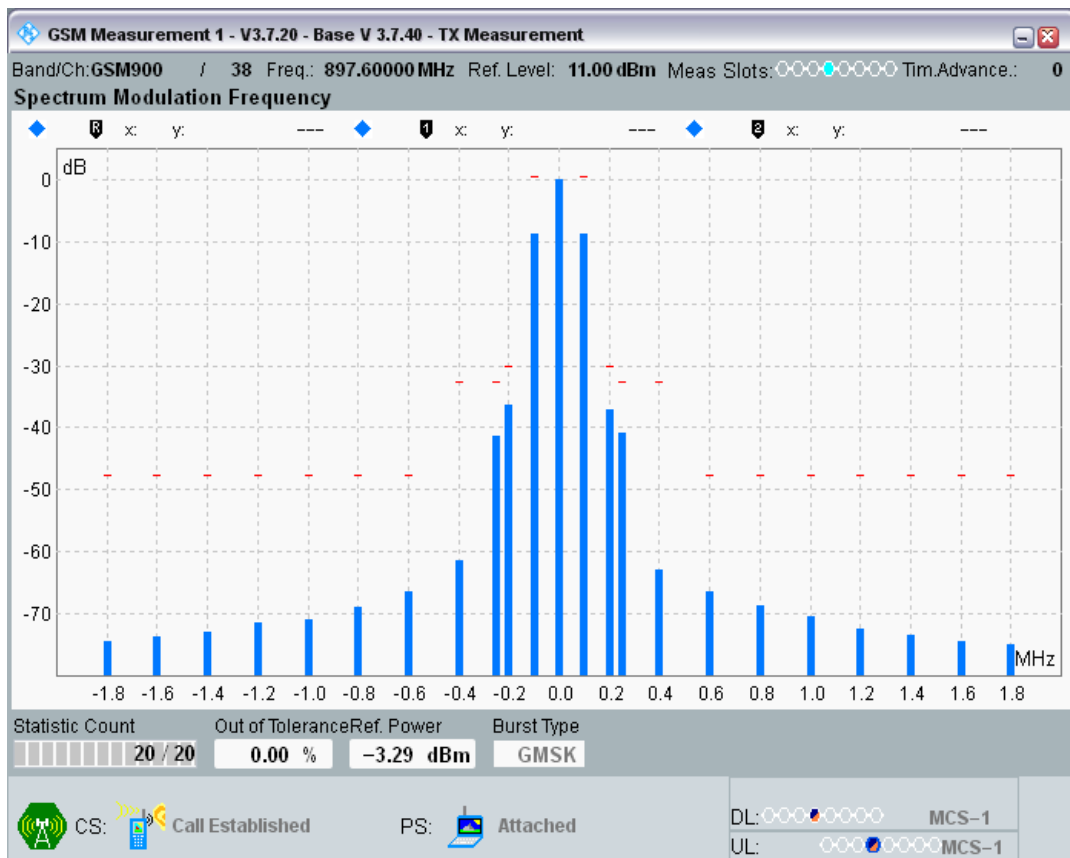 GSM Measurement 1 - V3.7.20 - Base V 3.7.40 - TX Measurement
Band/Ch:GSM900 / 38 Freq.: 897.60000 MHz Ref. Level: 11.00 dBm Meas Slots: Tim.Advance.: 0
Spectrum Modulation Frequency
R x: y: --- 1 x: y: --- 2 x: y: ---
dB
0
-10
-20
-30
-40
-50
-60
-70
MHz
-1.8 -1.6 -1.4 -1.2 -1.0 -0.8 -0.6 -0.4 -0.2 0.0 0.2 0.4 0.6 0.8 1.0 1.2 1.4 1.6 1.8
Statistic Count Out of Tolerance Ref. Power Burst Type
20 / 20 0.00 % −3.29 dBm GMSK
CS: Call Established PS: Attached DL: MCS−1
UL: MCS−1